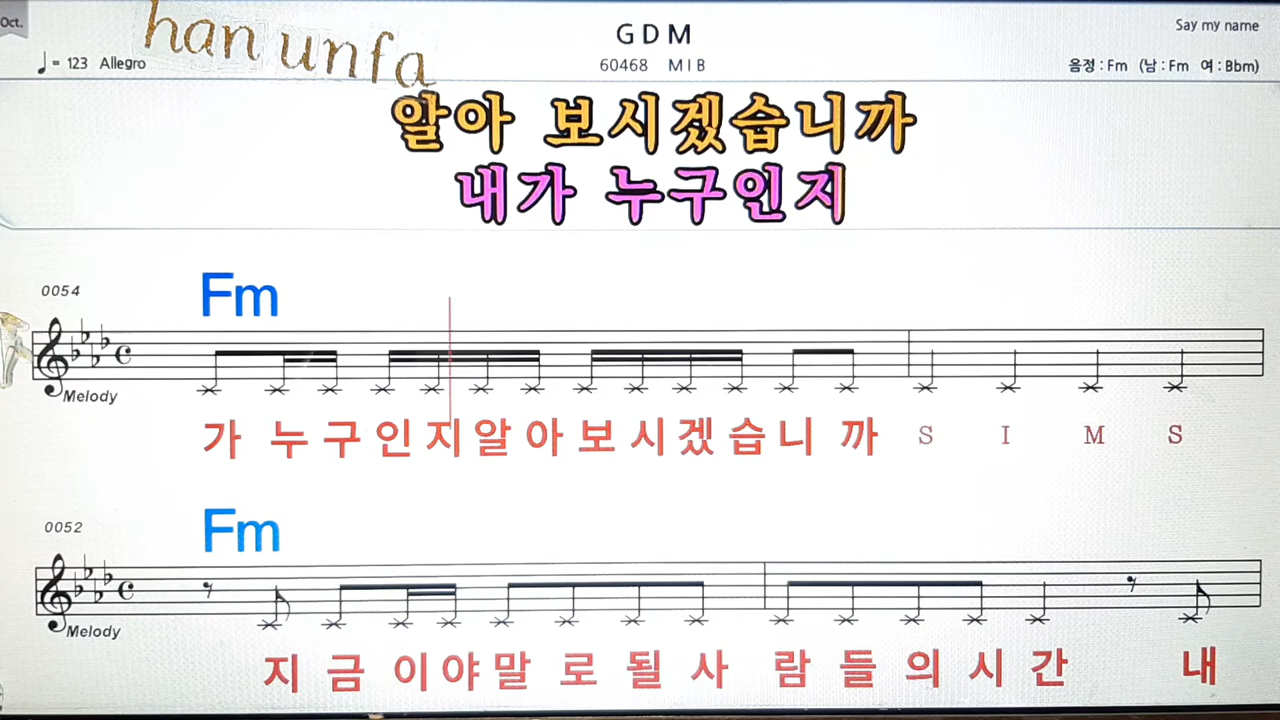 Oct.
han unfa
GDM
Say my name
= 123 Allegro
60468 MIB
음정 : Fm (남 : Fm 여 : Bbm)
알아 보시겠습니까
내가 누구인지
0054
Fm
Melody
가 누 구 인 지 알 아 보 시 겠 습 니 까 S I M S
0052
Fm
Melody
지 금 이 야 말 로 될 사 람 들 의 시 간 내